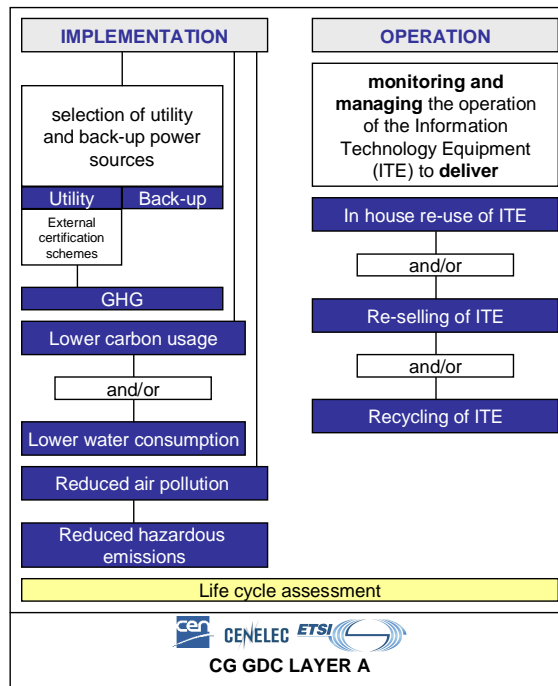 IMPLEMENTATION
selection of utility
and back-up power
sources
Utility
Back-up
External
certification
schemes
GHG
Lower carbon usage
and/or
Lower water consumption
Reduced air pollution
Reduced hazardous
emissions
OPERATION
monitoring and
managing the operation
of the Information
Technology Equipment
(ITE) to deliver
In house re-use of ITE
and/or
Re-selling of ITE
and/or
Recycling of ITE
Life cycle assessment
cen
CENELEC
ETSI
CG GDC LAYER A